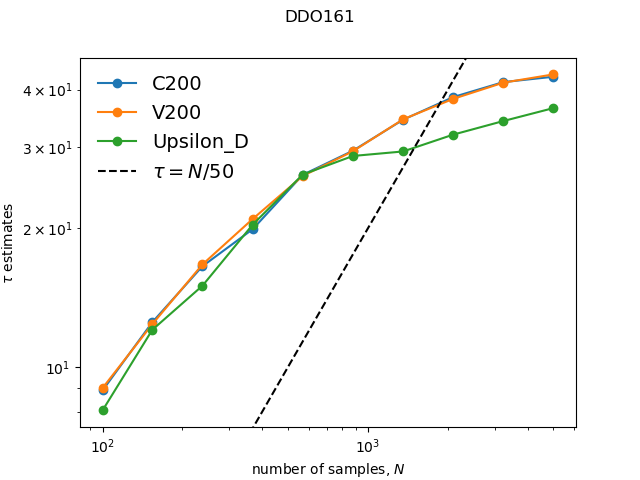 DDO161
C200
V200
Upsilon_D
τ = N/50
4 × 10¹
3 × 10¹
2 × 10¹
10¹
τ estimates
10²
10³
number of samples, N